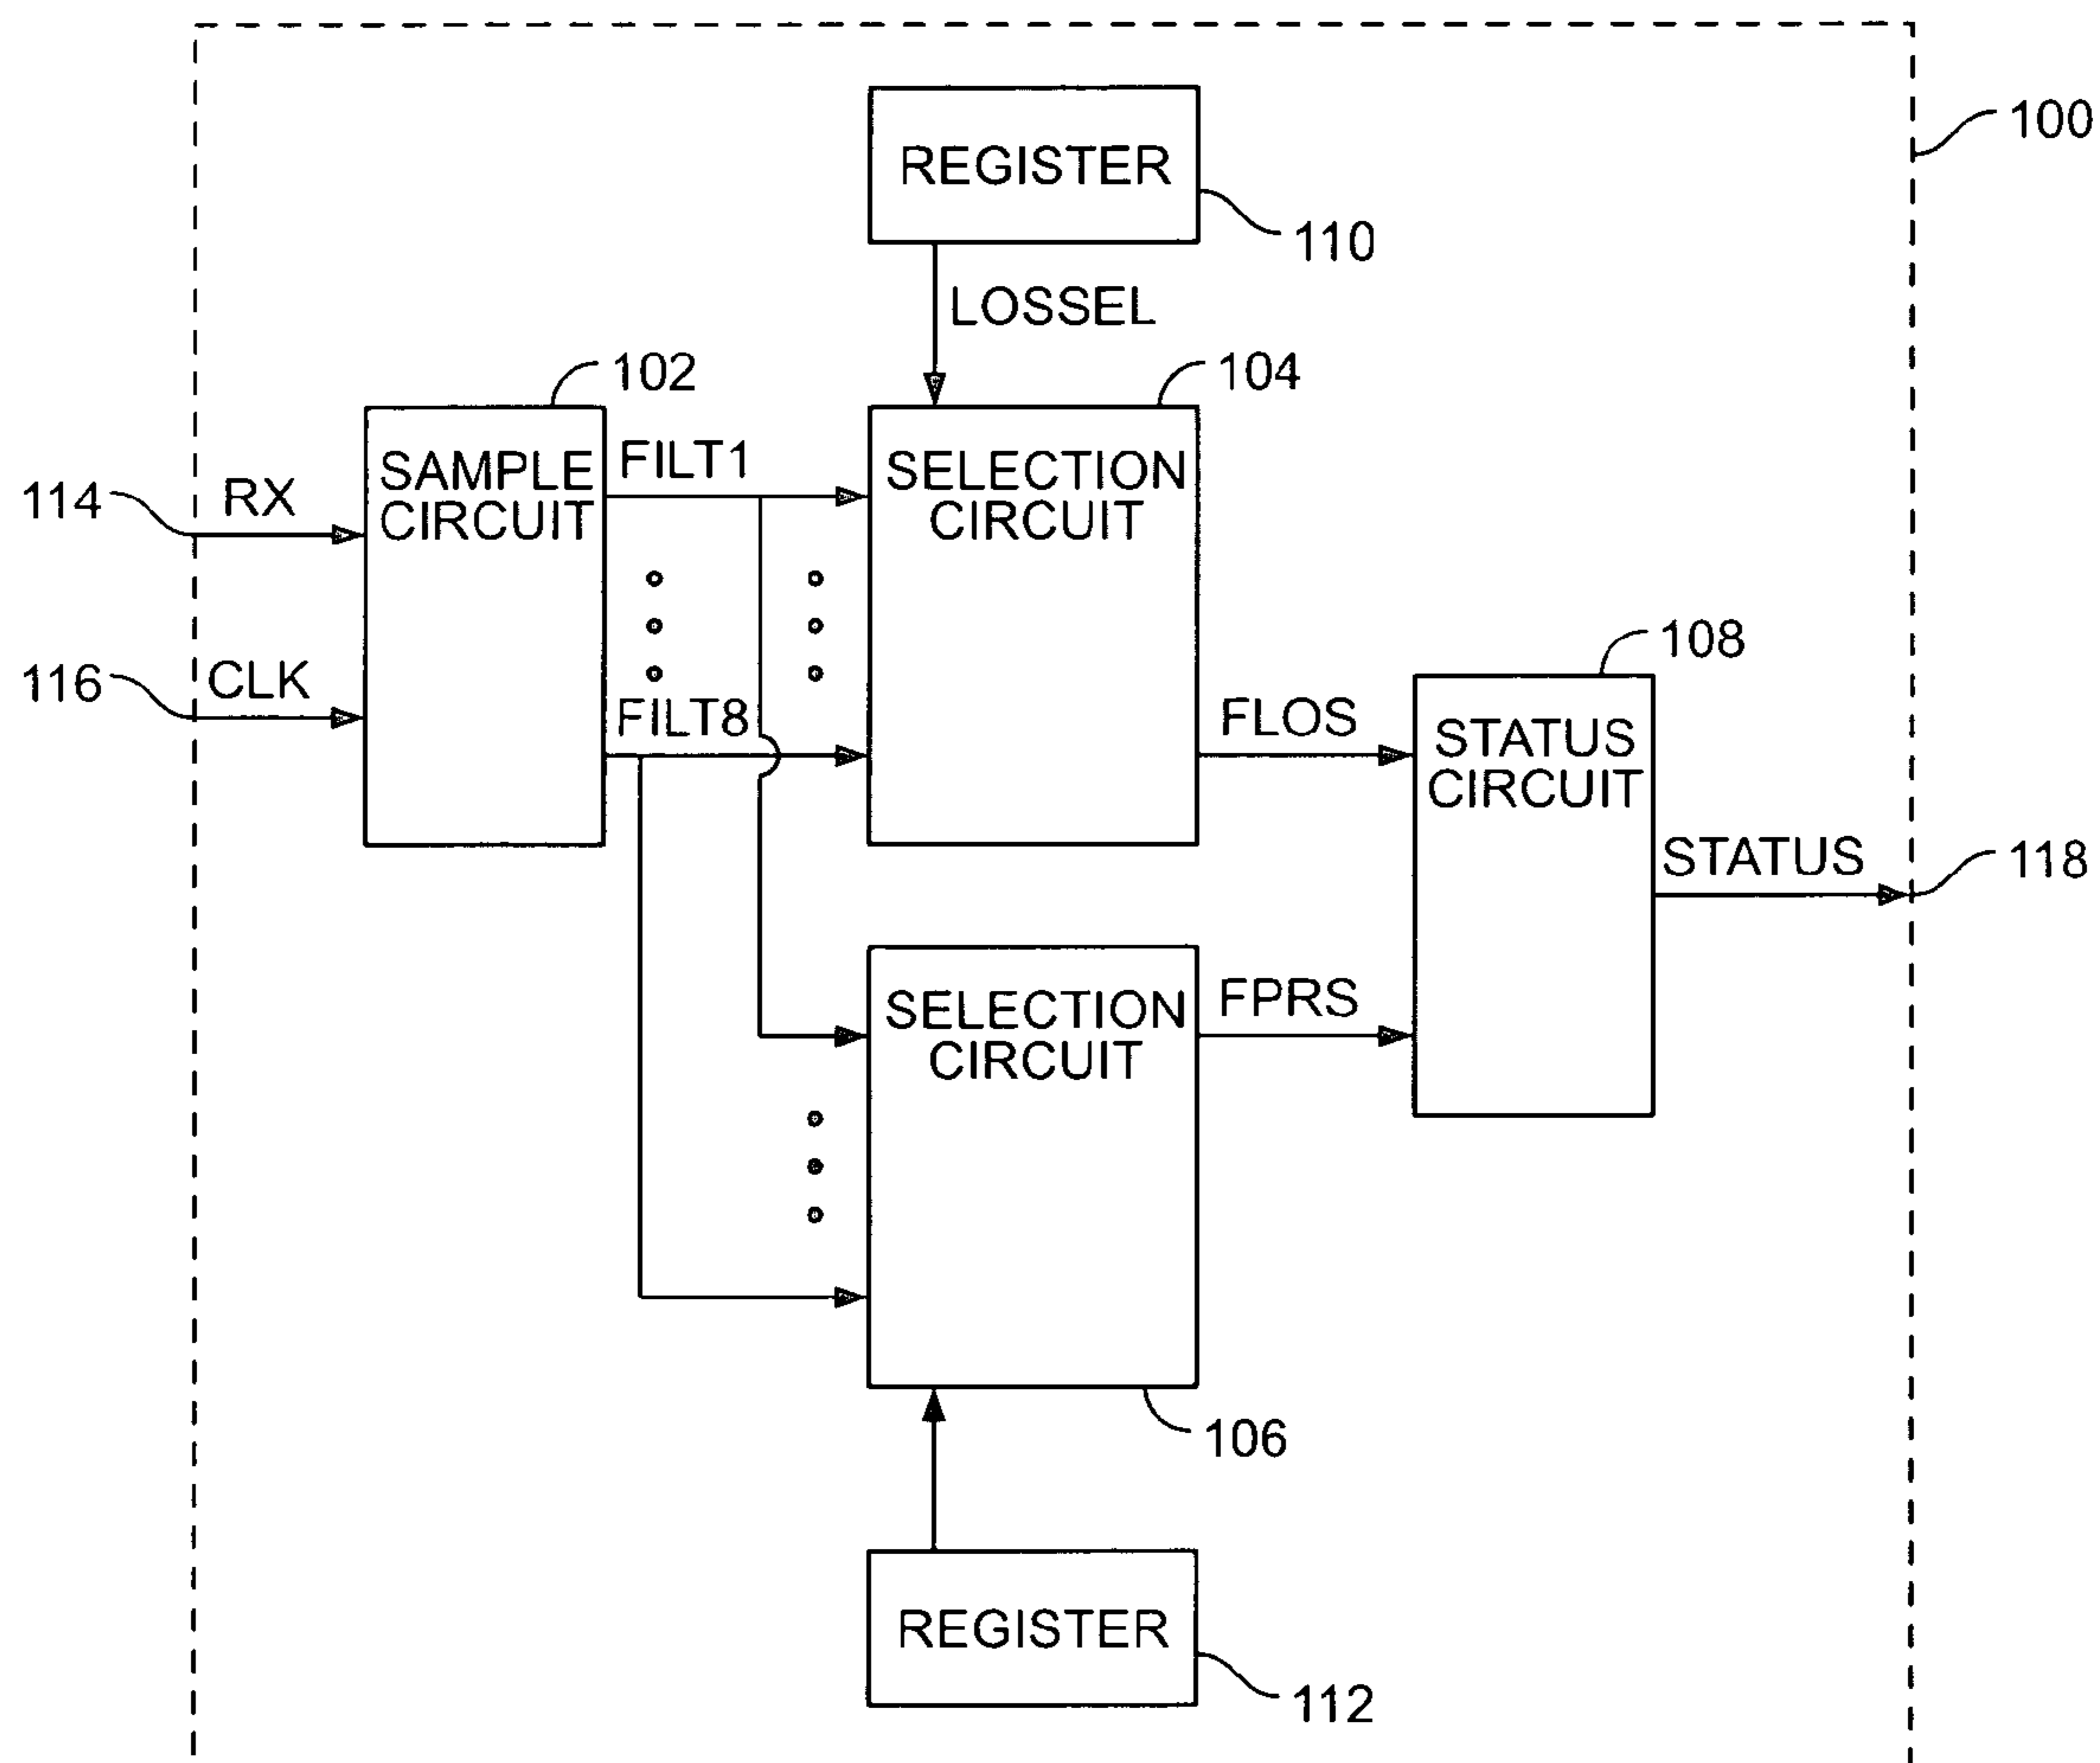 100
REGISTER
110
LOSSEL
102
104
SAMPLE
CIRCUIT
FILT1
SELECTION
CIRCUIT
114
RX
116
CLK
FILT8
FLOS
108
STATUS
CIRCUIT
STATUS
118
SELECTION
CIRCUIT
FPRS
106
REGISTER
112